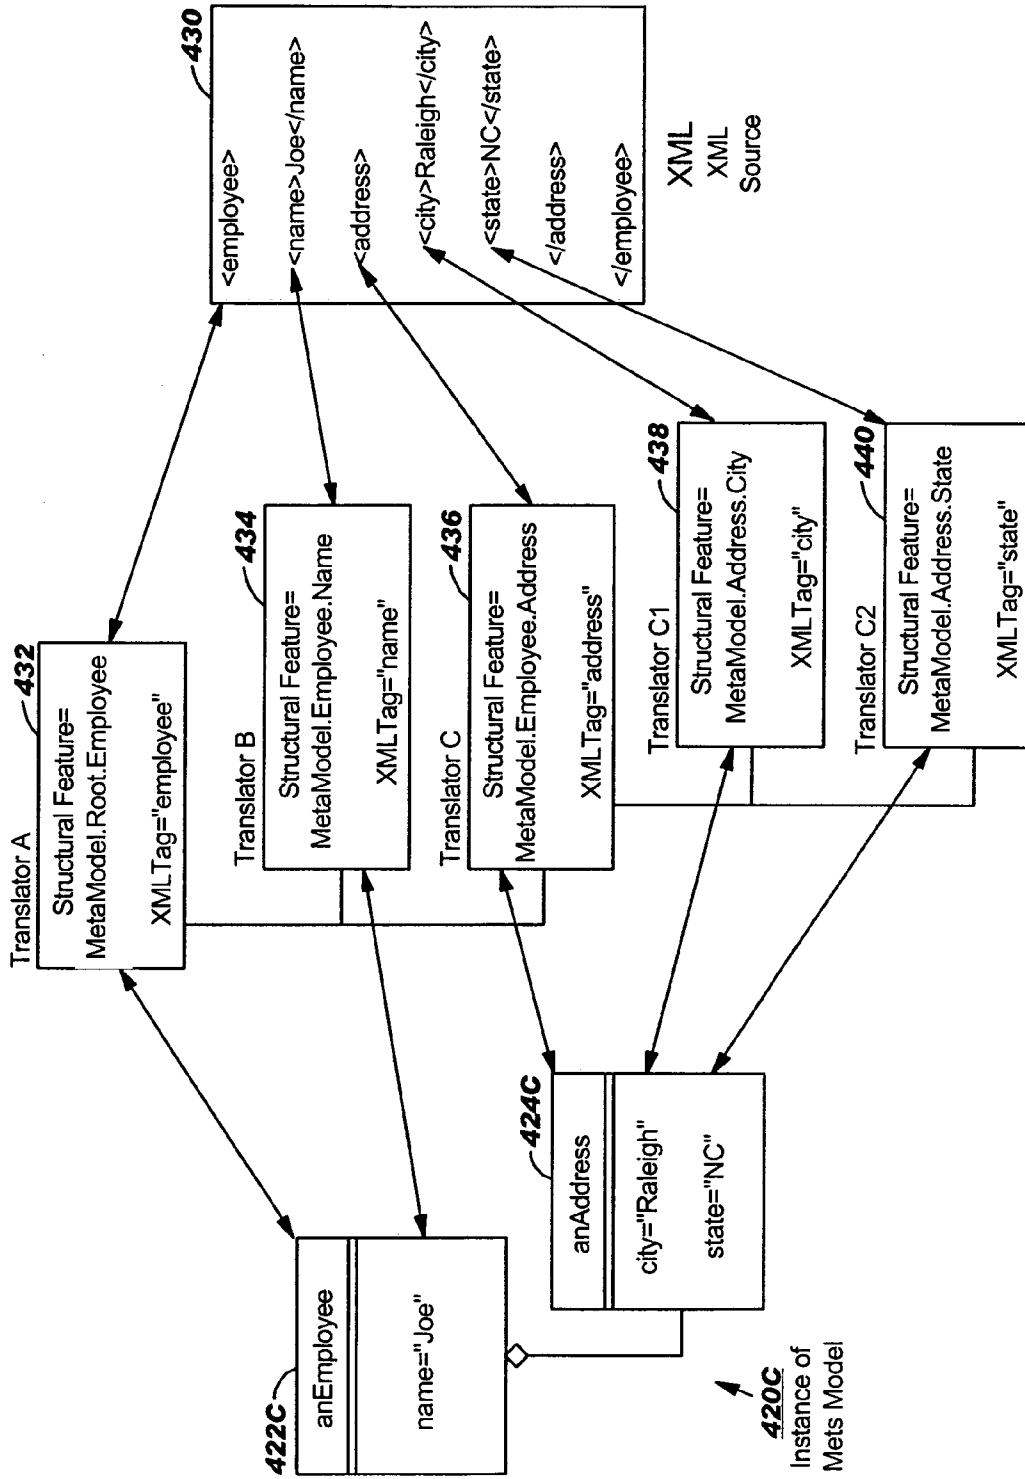 422C
anEmployee
name="Joe"
420C
Instance of
Mets Model
424C
anAddress
city="Raleigh"
state="NC"
Translator A
432
Structural Feature=
MetaModel.Root.Employee
XMLTag="employee"
Translator B
434
Structural Feature=
MetaModel.Employee.Name
XMLTag="name"
Translator C
436
Structural Feature=
MetaModel.Employee.Address
XMLTag="address"
Translator C1
438
Structural Feature=
MetaModel.Address.City
XMLTag="city"
Translator C2
440
Structural Feature=
MetaModel.Address.State
XMLTag="state"
430
<employee>
<name>Joe</name>
<address>
<city>Raleigh</city>
<state>NC</state>
</address>
</employee>
XML
XML
Source